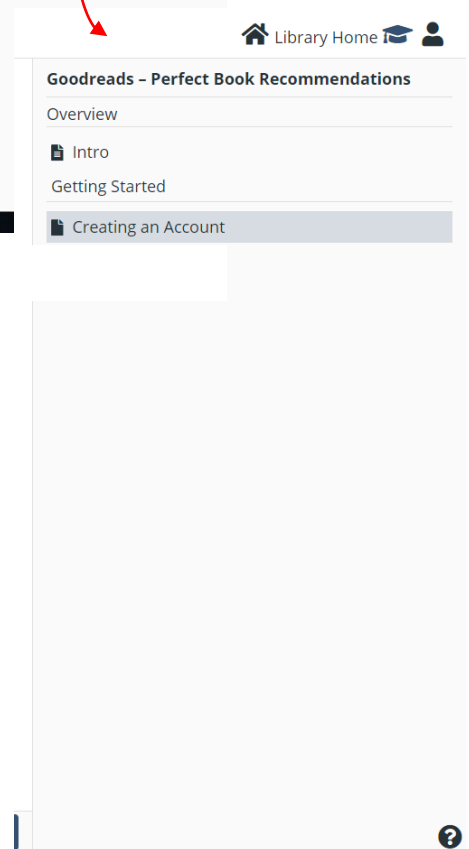 Library Home
Goodreads – Perfect Book Recommendations
Overview
Intro
Getting Started
Creating an Account